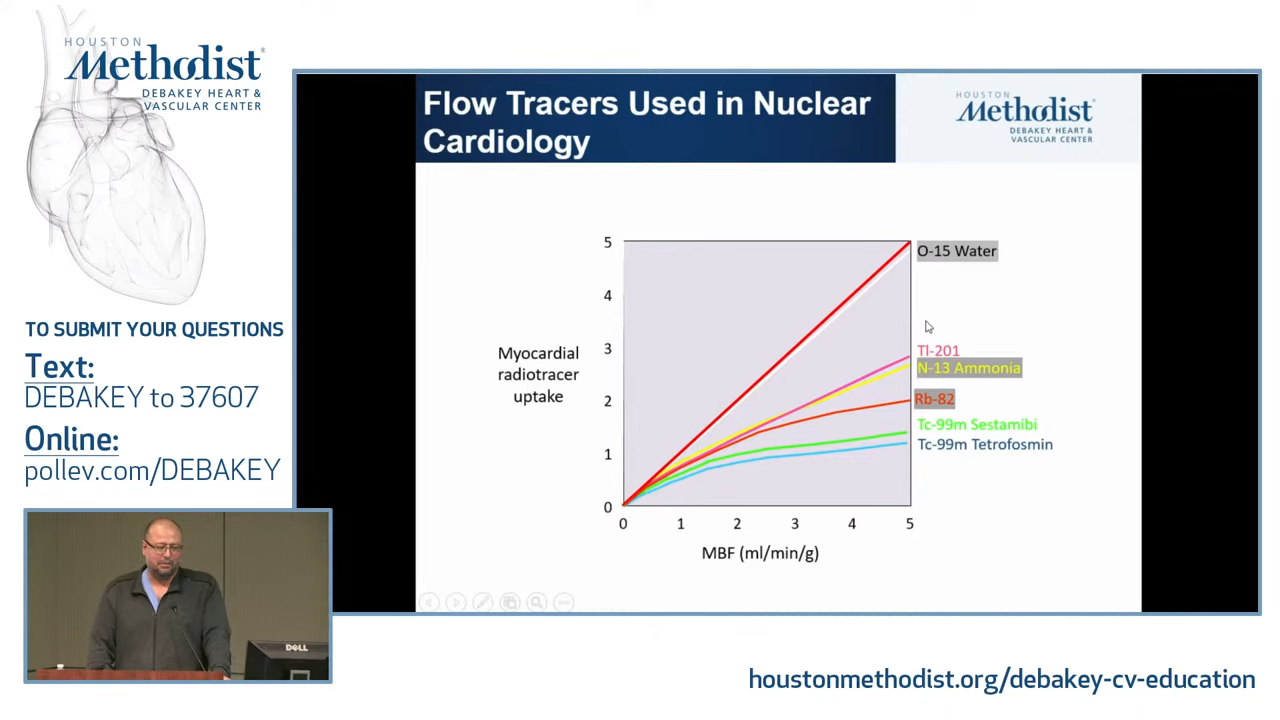 HOUSTON
Methodist®
DEBAKEY HEART &
VASCULAR CENTER
TO SUBMIT YOUR QUESTIONS
Text:
DEBAKEY to 37607
Online:
pollev.com/DEBAKEY
Flow Tracers Used in Nuclear
Cardiology
HOUSTON
Methodist®
DEBAKEY HEART &
VASCULAR CENTER
Myocardial
radiotracer
uptake
5
4
3
2
1
0
0 1 2 3 4 5
MBF (ml/min/g)
O-15 Water
Tl-201
N-13 Ammonia
Rb-82
Tc-99m Sestamibi
Tc-99m Tetrofosmin
DELL
houstonmethodist.org/debakey-cv-education